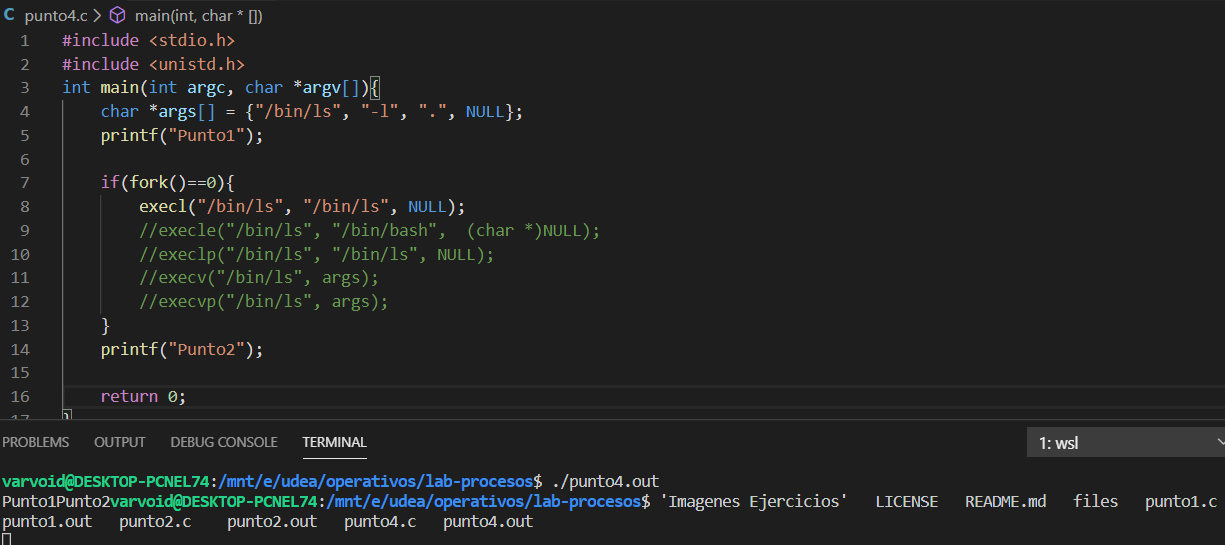 C punto4.c > main(int, char * [])
1 #include <stdio.h>
2 #include <unistd.h>
3 int main(int argc, char *argv[]){
4 char *args[] = {"/bin/ls", "-l", ".", NULL};
5 printf("Punto1");
6
7 if(fork()==0){
8 execl("/bin/ls", "/bin/ls", NULL);
9 //execle("/bin/ls", "/bin/bash",  (char *)NULL);
10 //execlp("/bin/ls", "/bin/ls", NULL);
11 //execv("/bin/ls", args);
12 //execvp("/bin/ls", args);
13 }
14 printf("Punto2");
15
16 return 0;
17 }
PROBLEMS OUTPUT DEBUG CONSOLE TERMINAL 1: wsl
varvoid@DESKTOP-PCNEL74:/mnt/e/udea/operativos/lab-procesos$ ./punto4.out
Punto1Punto2varvoid@DESKTOP-PCNEL74:/mnt/e/udea/operativos/lab-procesos$ 'Imagenes Ejercicios'   LICENSE   README.md   files   punto1.c
punto1.out   punto2.c   punto2.out   punto4.c   punto4.out